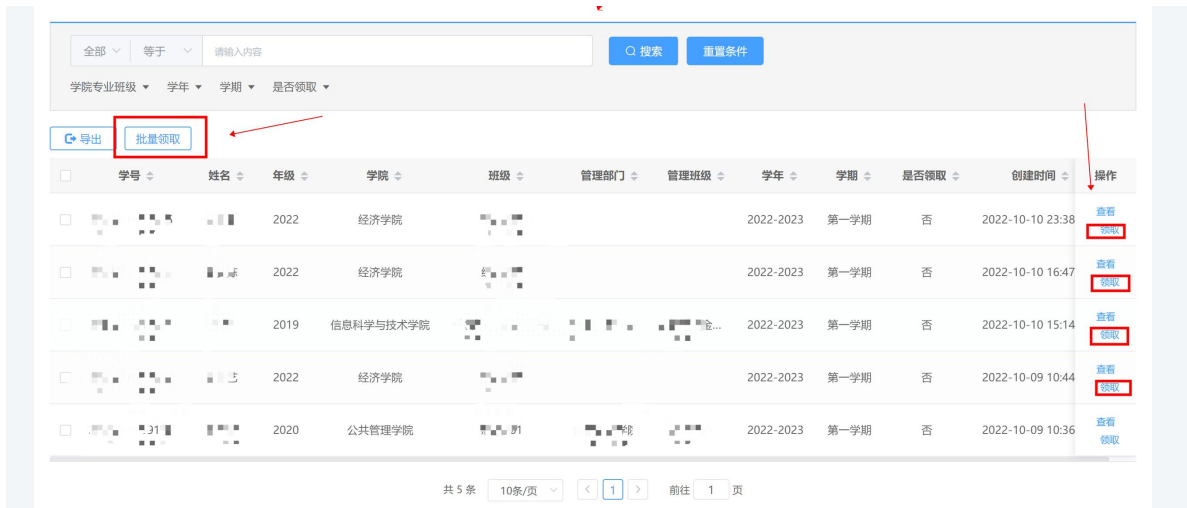 全部 等于 请输入内容 搜索 重置条件
学院专业班级 学年 学期 是否领取
导出 批量领取
学号 姓名 年级 学院 班级 管理部门 管理班级 学年 学期 是否领取 创建时间 操作
2022 经济学院 2022-2023 第一学期 否 2022-10-10 23:38 查看
领取
2022 经济学院 2022-2023 第一学期 否 2022-10-10 16:47 查看
领取
2019 信息科学与技术学院 金... 2022-2023 第一学期 否 2022-10-10 15:14 查看
领取
2022 经济学院 2022-2023 第一学期 否 2022-10-09 10:44 查看
领取
2020 公共管理学院 2022-2023 第一学期 否 2022-10-09 10:36 查看
领取
共 5 条 10条/页 1 前往 1 页